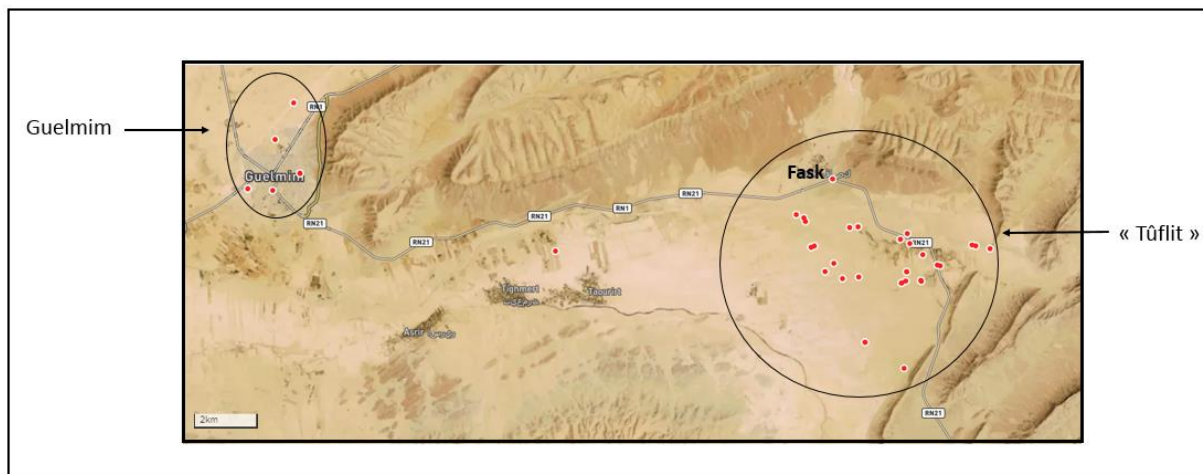 Guelmim
« Tûflit »
RN1
Guelmim
RN21
RN21
RN21
RN1
RN21
Fask
RN21
Tighmert
Taourirt
Asrir
RN21
2km